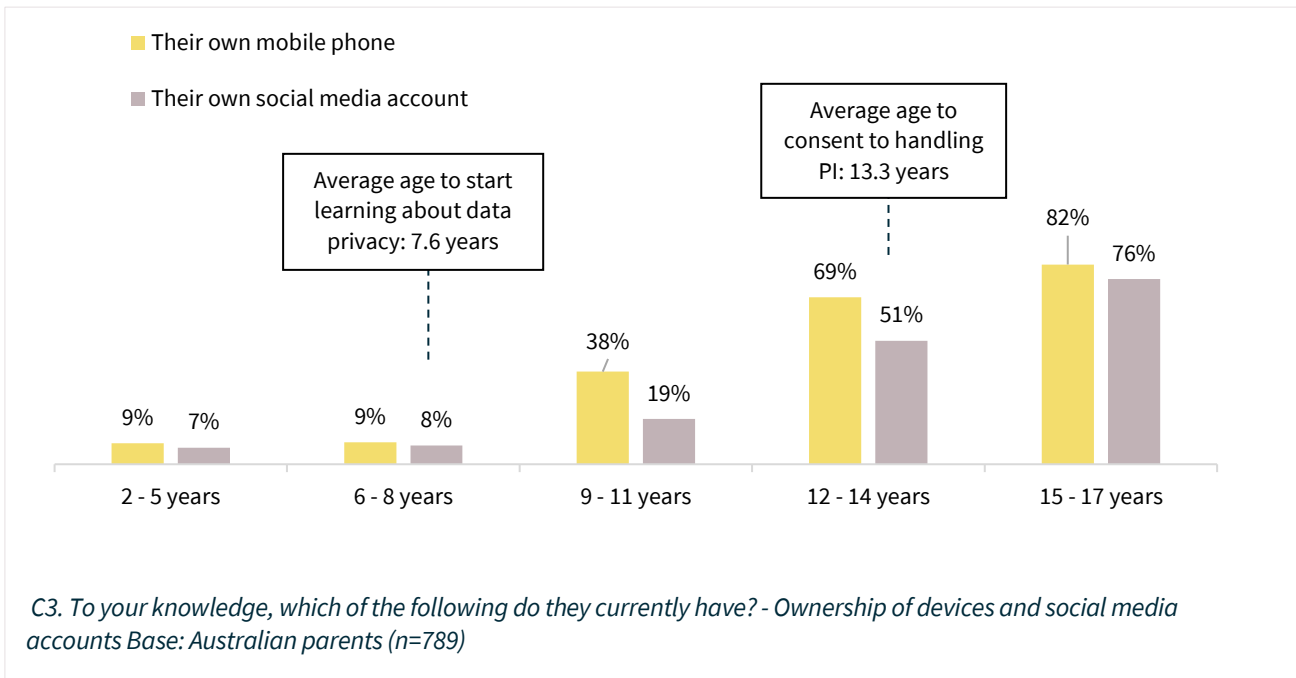 Their own mobile phone
Their own social media account
Average age to
consent to handling
PI: 13.3 years
Average age to start
learning about data
privacy: 7.6 years
82%
76%
69%
51%
38%
19%
9%
7%
9%
8%
2 - 5 years
6 - 8 years
9 - 11 years
12 - 14 years
15 - 17 years
C3. To your knowledge, which of the following do they currently have? - Ownership of devices and social media
accounts Base: Australian parents (n=789)